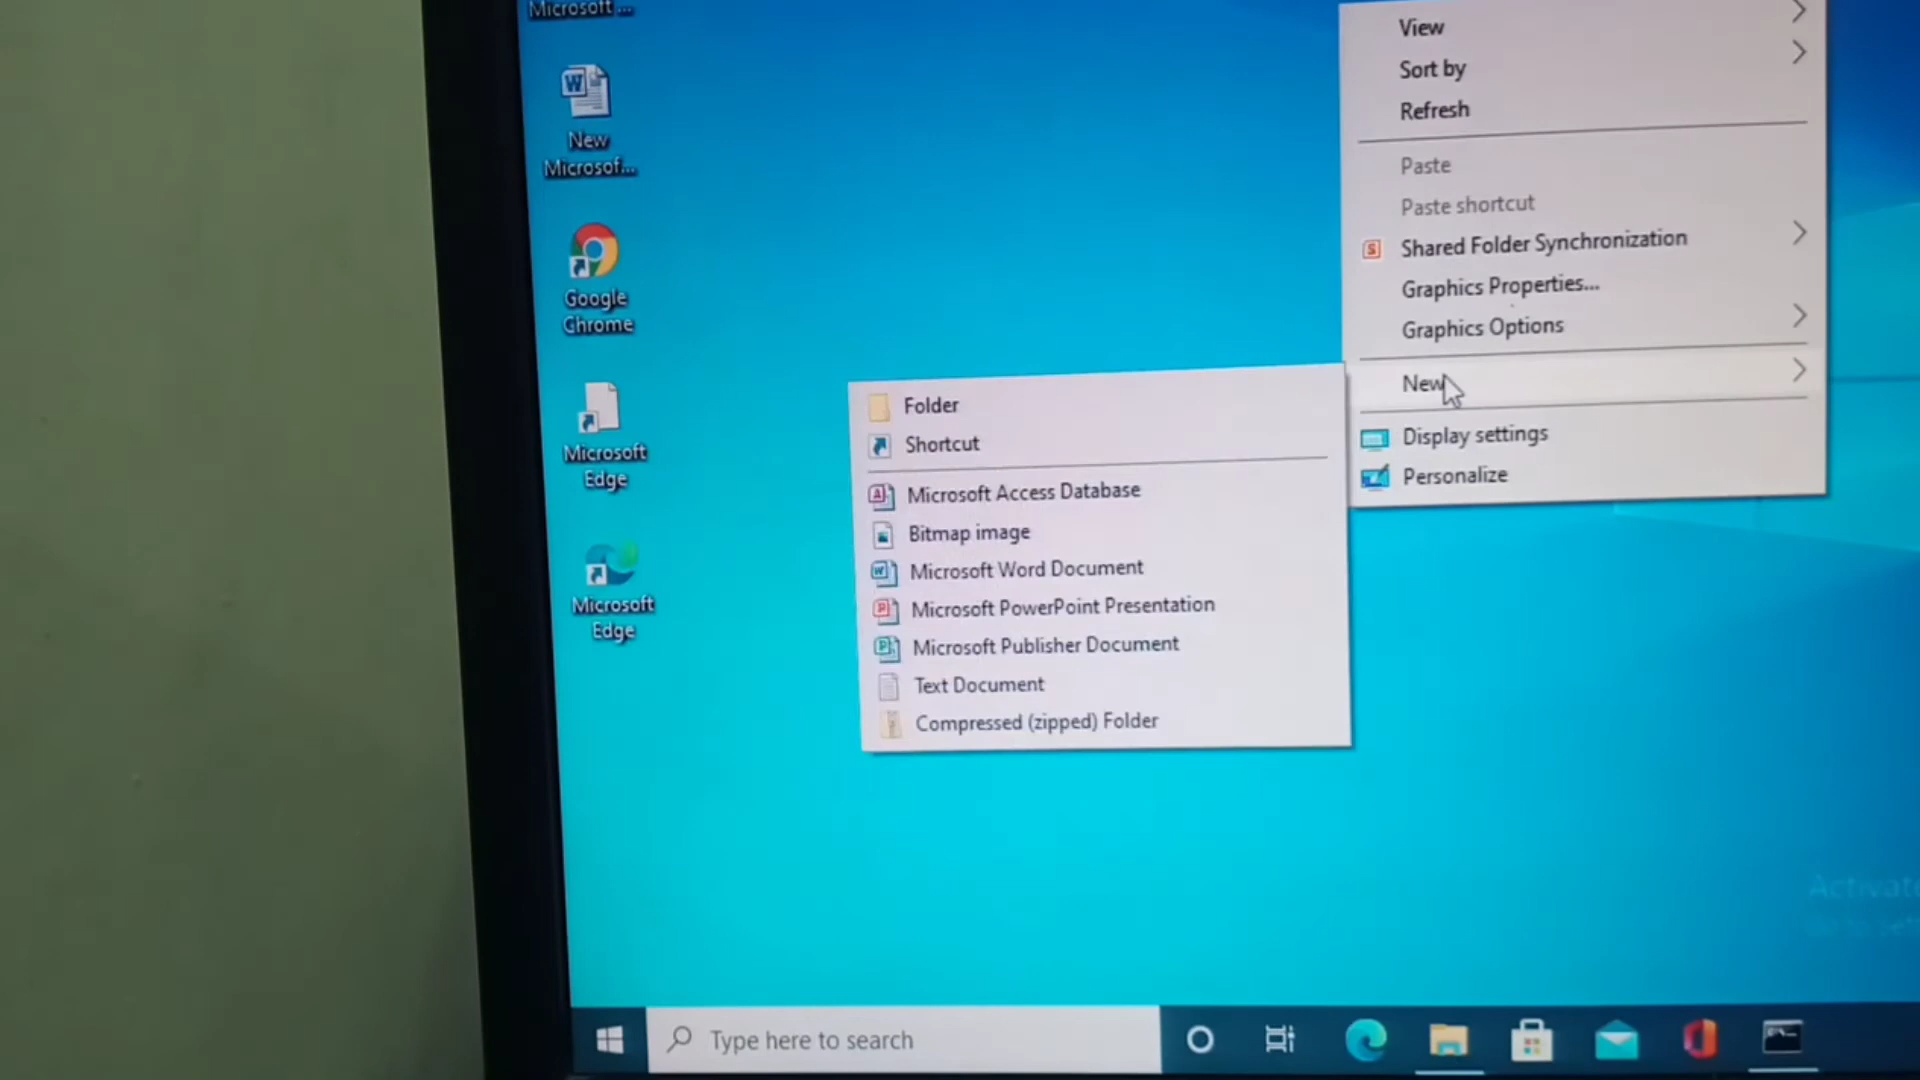 Microsoft ...
New
Microsof...
Google
Chrome
Microsoft
Edge
Microsoft
Edge
View
Sort by
Refresh
Paste
Paste shortcut
Shared Folder Synchronization
Graphics Properties...
Graphics Options
New
Display settings
Personalize
Folder
Shortcut
Microsoft Access Database
Bitmap image
Microsoft Word Document
Microsoft PowerPoint Presentation
Microsoft Publisher Document
Text Document
Compressed (zipped) Folder
Activate
Type here to search